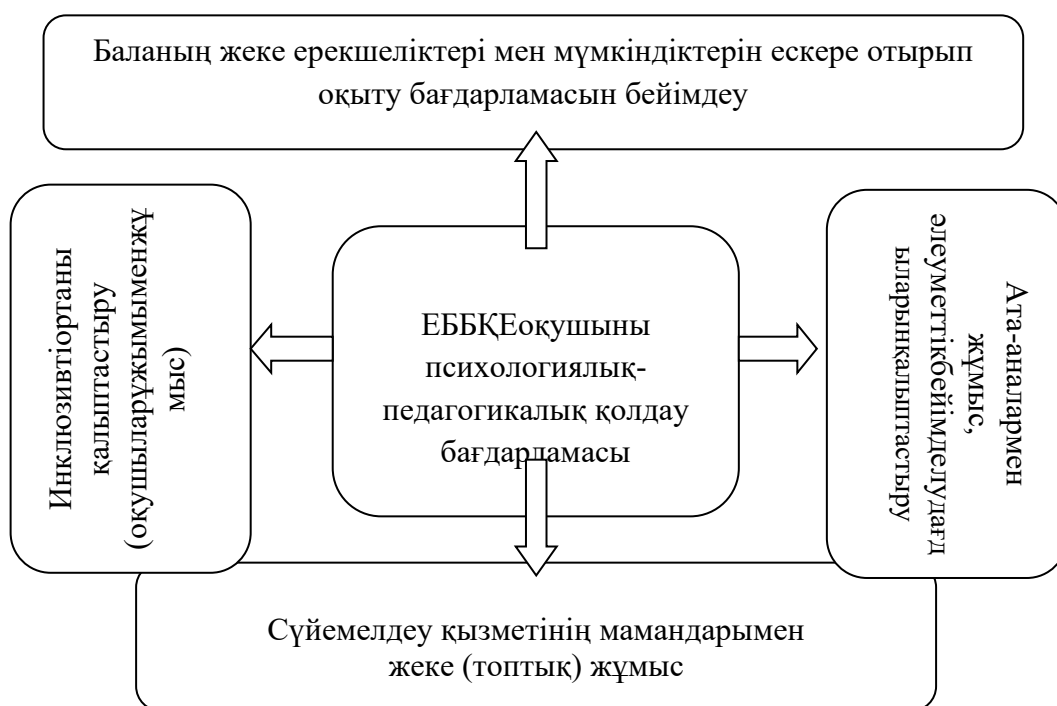 Баланың жеке ерекшеліктері мен мүмкіндіктерін ескере отырып
оқыту бағдарламасын бейімдеу
Инклюзивтіортаны
қалыптастыру
(оқушыларұжымыменжұ
мыс)
ЕББҚЕоқушыны
психологиялық-
педагогикалық қолдау
бағдарламасы
Ата-аналармен
жұмыс,
әлеуметтікбейімделудағд
ыларынқалыптастыру
Сүйемелдеу қызметінің мамандарымен
жеке (топтық) жұмыс